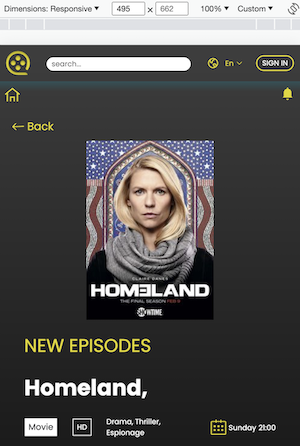 Dimensions: Responsive ▼ 495 × 662 100% ▼ Custom ▼
search... En SIGN IN
← Back
CLAIRE DANES
HOMELAND
THE FINAL SEASON FEB 9
SHOWTIME
NEW EPISODES
Homeland,
Movie HD Drama, Thriller,
Espionage
Sunday 21:00